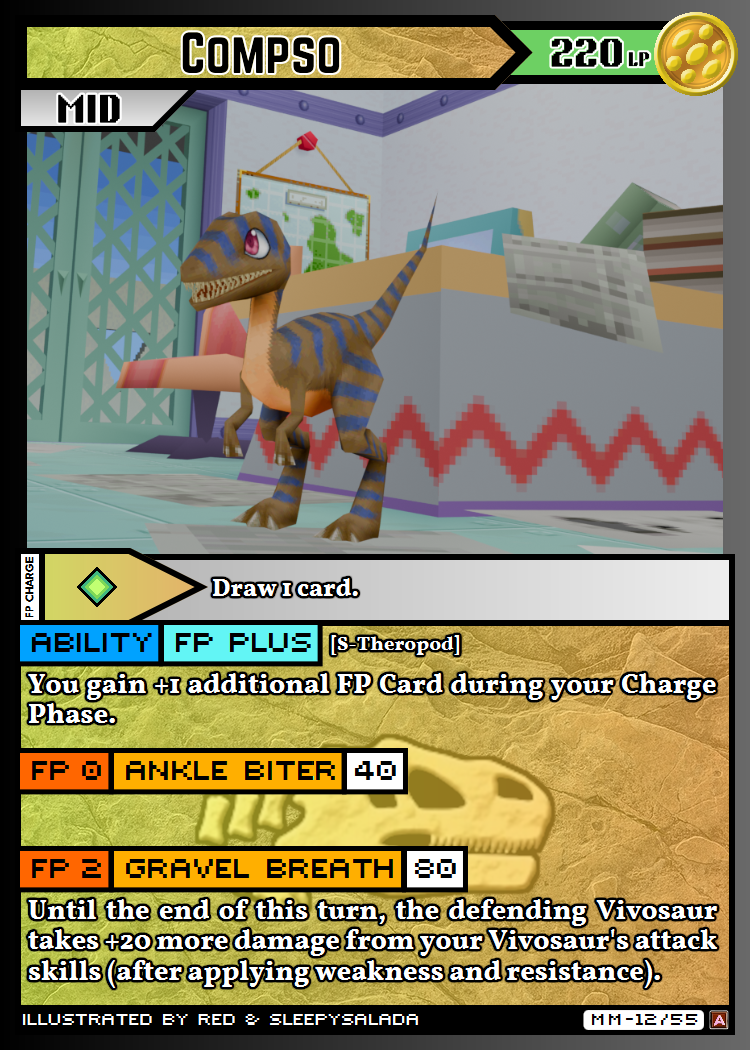 Compso
220 LP
MID
FP CHARGE
Draw 1 card.
ABILITY FP PLUS [S-Theropod]
You gain +1 additional FP Card during your Charge
Phase.
FP 0 ANKLE BITER 40
FP 2 GRAVEL BREATH 80
Until the end of this turn, the defending Vivosaur
takes +20 more damage from your Vivosaur's attack
skills (after applying weakness and resistance).
ILLUSTRATED BY RED & SLEEPYSALADA
MM-12/55 A